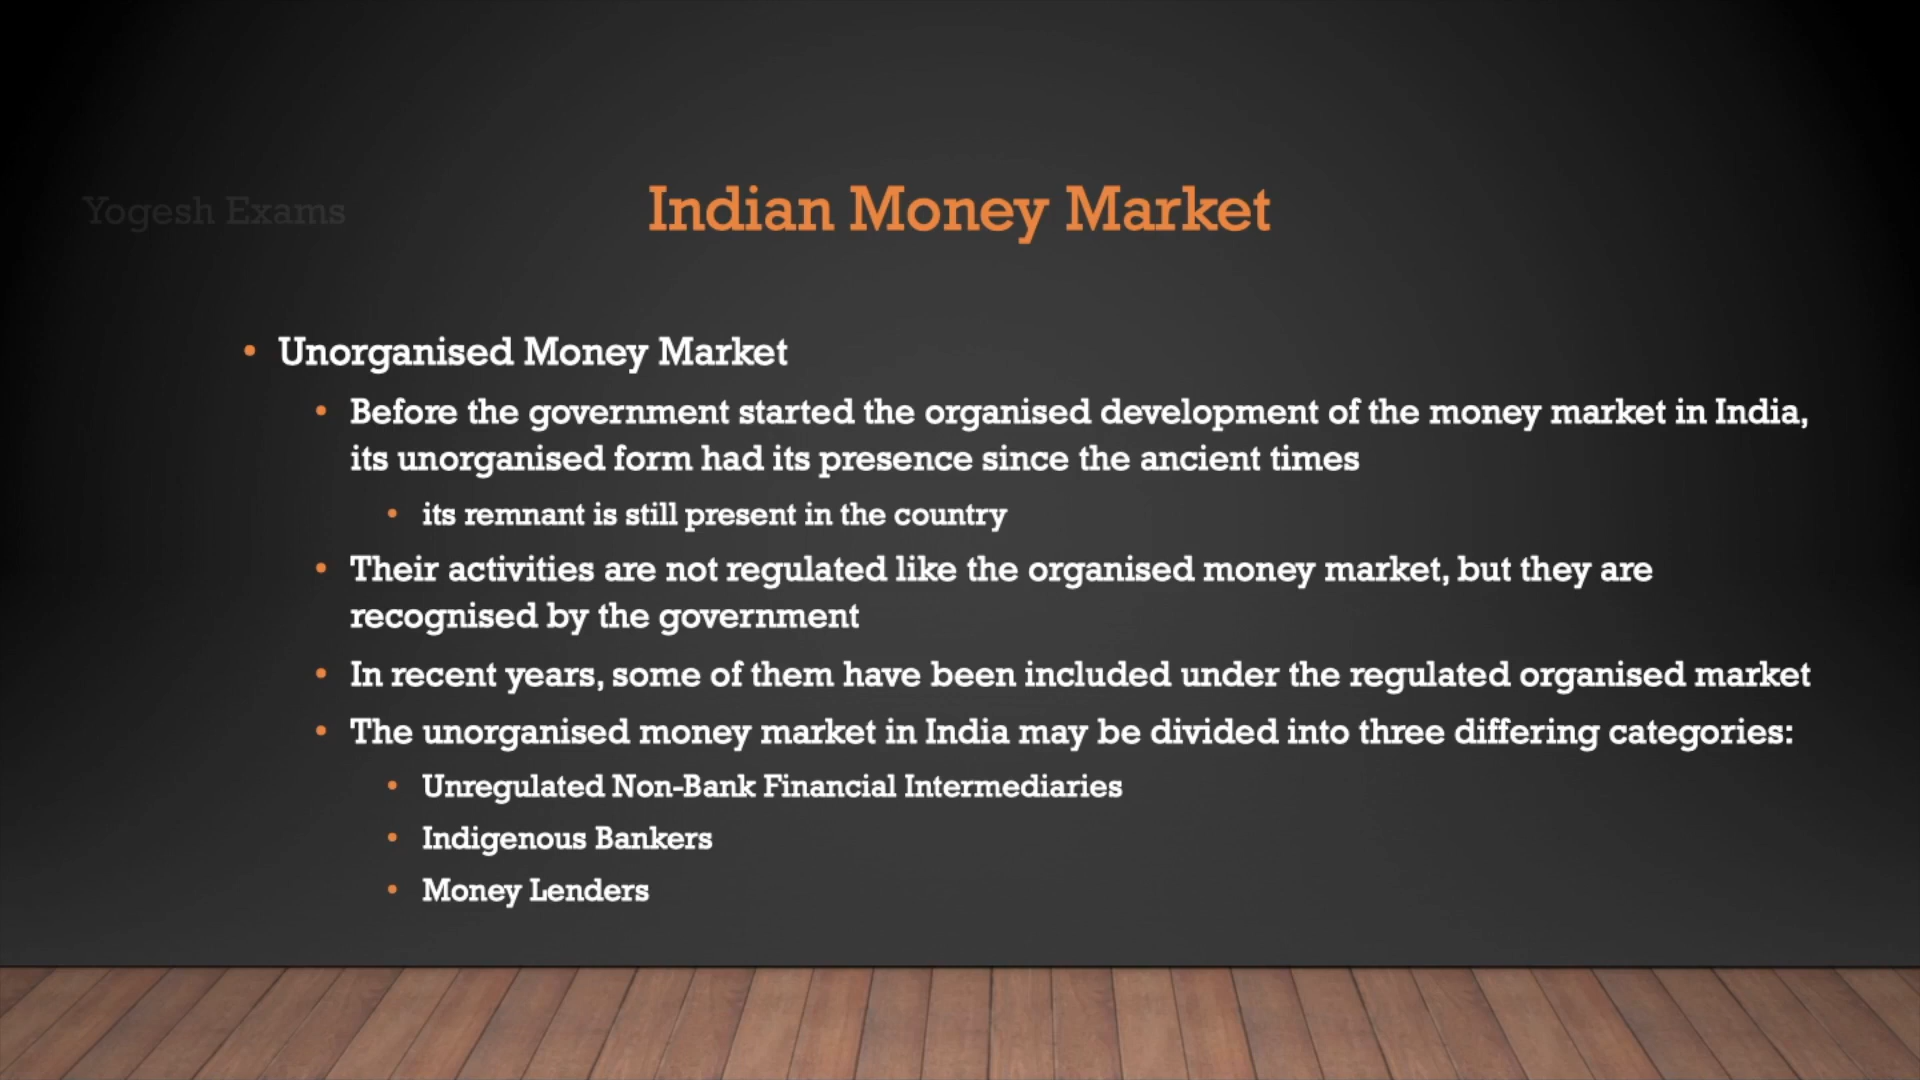 Yogesh Exams
Indian Money Market
• Unorganised Money Market
• Before the government started the organised development of the money market in India,
its unorganised form had its presence since the ancient times
• its remnant is still present in the country
• Their activities are not regulated like the organised money market, but they are
recognised by the government
• In recent years, some of them have been included under the regulated organised market
• The unorganised money market in India may be divided into three differing categories:
• Unregulated Non-Bank Financial Intermediaries
• Indigenous Bankers
• Money Lenders